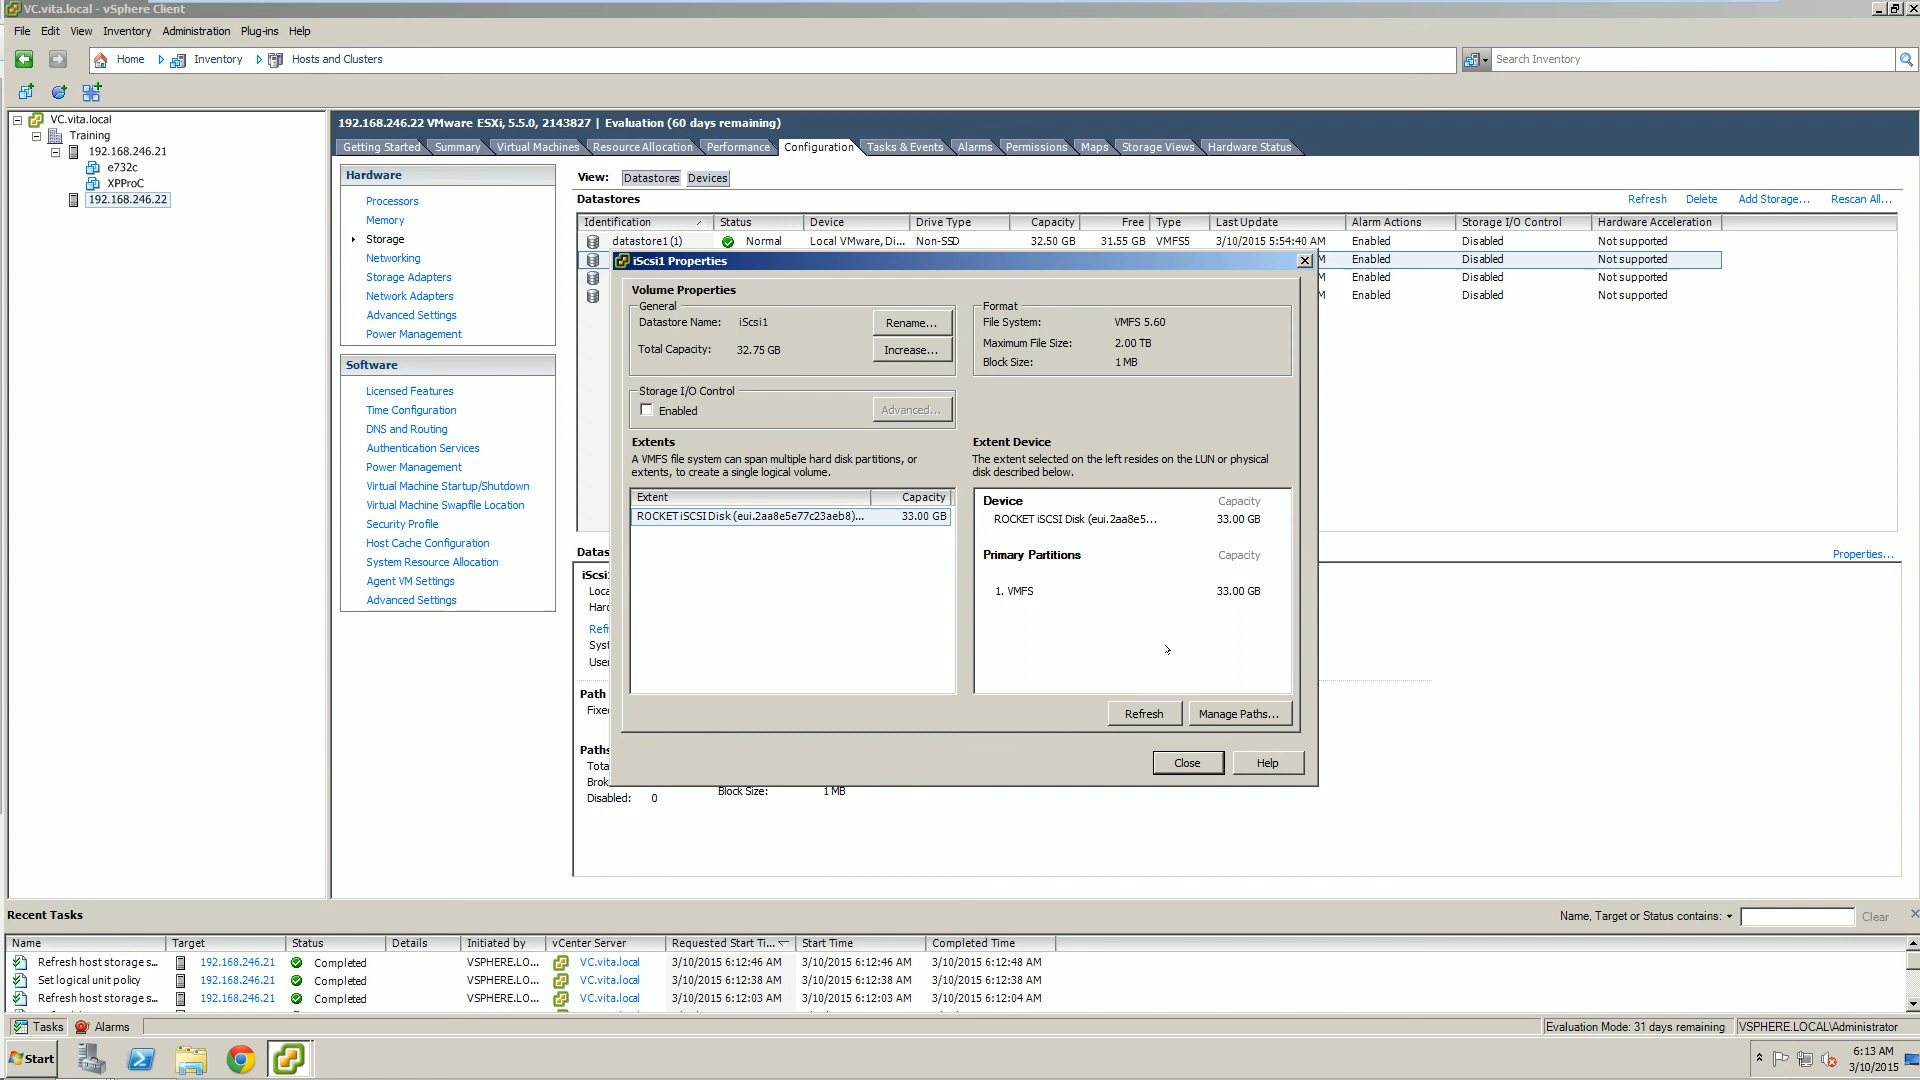 VC.vita.local - vSphere Client
File Edit View Inventory Administration Plug-ins Help
Home Inventory Hosts and Clusters
Search Inventory
VC.vita.local
Training
192.168.246.21
e732c
XPProC
192.168.246.22
192.168.246.22 VMware ESXi, 5.5.0, 2143827 | Evaluation (60 days remaining)
Getting Started Summary Virtual Machines Resource Allocation Performance Configuration Tasks & Events Alarms Permissions Maps Storage Views Hardware Status
Hardware
Processors
Memory
Storage
Networking
Storage Adapters
Network Adapters
Advanced Settings
Power Management
Software
Licensed Features
Time Configuration
DNS and Routing
Authentication Services
Power Management
Virtual Machine Startup/Shutdown
Virtual Machine Swapfile Location
Security Profile
Host Cache Configuration
System Resource Allocation
Agent VM Settings
Advanced Settings
View: Datastores Devices
Datastores
Refresh Delete Add Storage... Rescan All...
Identification Status Device Drive Type Capacity Free Type Last Update Alarm Actions Storage I/O Control Hardware Acceleration
datastore1 (1) Normal Local VMware, Di... Non-SSD 32.50 GB 31.55 GB VMFS5 3/10/2015 5:54:40 AM Enabled Disabled Not supported
M Enabled Disabled Not supported
M Enabled Disabled Not supported
M Enabled Disabled Not supported
iScsi1 Properties
Volume Properties
General
Datastore Name: iScsi1 Rename...
Total Capacity: 32.75 GB Increase...
Format
File System: VMFS 5.60
Maximum File Size: 2.00 TB
Block Size: 1 MB
Storage I/O Control
Enabled Advanced...
Extents
A VMFS file system can span multiple hard disk partitions, or
extents, to create a single logical volume.
Extent Capacity
ROCKET iSCSI Disk (eui.2aa8e5e77c23aeb8)... 33.00 GB
Extent Device
The extent selected on the left resides on the LUN or physical
disk described below.
Device Capacity
ROCKET iSCSI Disk (eui.2aa8e5... 33.00 GB
Primary Partitions Capacity
1. VMFS 33.00 GB
Refresh Manage Paths...
Close Help
Datas
Properties...
iScsi
Loca
Hard
Refr
Syst
User
Path
Fixe
Paths
Tota
Brok
Disabled: 0
Block Size: 1 MB
Recent Tasks
Name, Target or Status contains: Clear
Name Target Status Details Initiated by vCenter Server Requested Start Ti... Start Time Completed Time
Refresh host storage s... 192.168.246.21 Completed VSPHERE.LO... VC.vita.local 3/10/2015 6:12:46 AM 3/10/2015 6:12:46 AM 3/10/2015 6:12:48 AM
Set logical unit policy 192.168.246.21 Completed VSPHERE.LO... VC.vita.local 3/10/2015 6:12:38 AM 3/10/2015 6:12:38 AM 3/10/2015 6:12:38 AM
Refresh host storage s... 192.168.246.21 Completed VSPHERE.LO... VC.vita.local 3/10/2015 6:12:03 AM 3/10/2015 6:12:03 AM 3/10/2015 6:12:04 AM
Tasks Alarms
Evaluation Mode: 31 days remaining VSPHERE.LOCAL\Administrator
Start
6:13 AM
3/10/2015